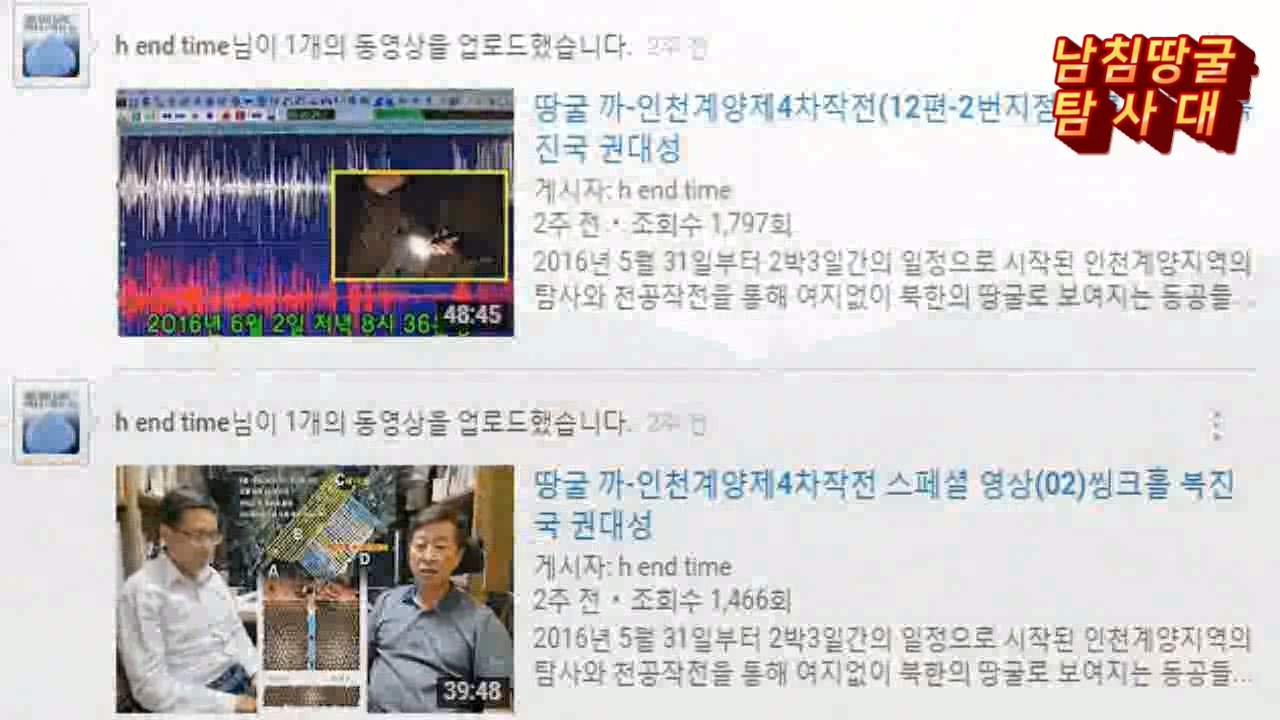 h end time님이 1개의 동영상을 업로드했습니다. 2주 전
남침땅굴
탐사대
땅굴 까-인천계양제4차작전(12편-2번지점
진국 권대성
게시자: h end time
2주 전 · 조회수 1,797회
2016년 5월 31일부터 2박3일간의 일정으로 시작된 인천계양지역의
탐사와 천공작전을 통해 여지없이 북한의 땅굴로 보여지는 동공들...
2016년 6월 2일 저녁 8시 36
48:45
h end time님이 1개의 동영상을 업로드했습니다. 2주 전
땅굴 까-인천계양제4차작전 스페셜 영상(02)씽크홀 복진
국 권대성
게시자: h end time
2주 전 · 조회수 1,466회
2016년 5월 31일부터 2박3일간의 일정으로 시작된 인천계양지역의
탐사와 천공작전을 통해 여지없이 북한의 땅굴로 보여지는 동공들...
C
B
A
D
39:48